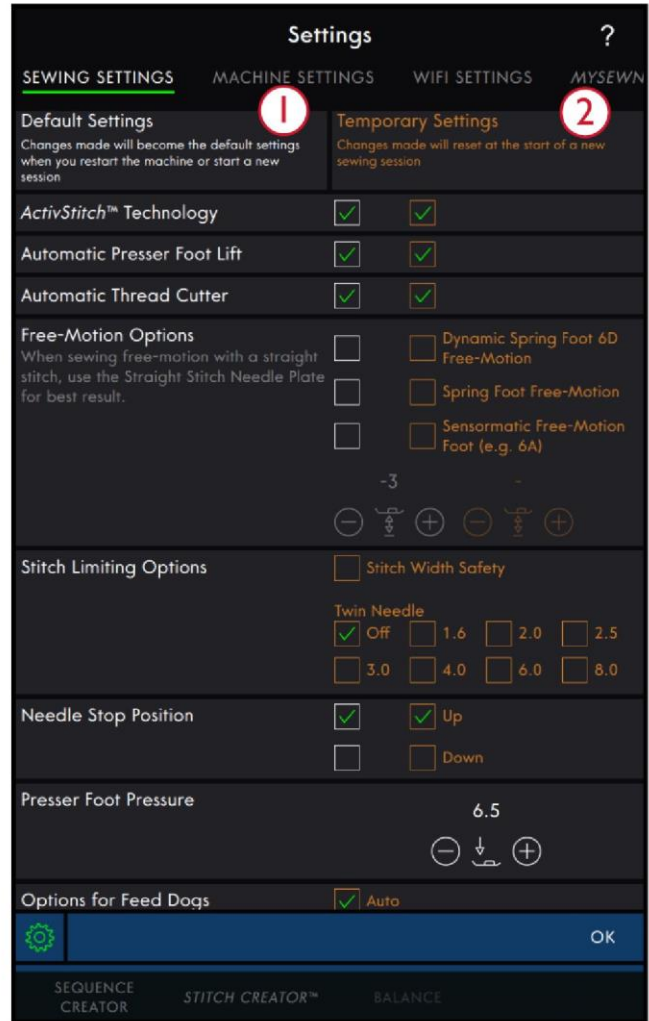 Settings
?
SEWING SETTINGS MACHINE SETTINGS WIFI SETTINGS MYSEWN
1 2
Default Settings
Changes made will become the default settings
when you restart the machine or start a new
session
Temporary Settings
Changes made will reset at the start of a new
sewing session
ActivStitch™ Technology
Automatic Presser Foot Lift
Automatic Thread Cutter
Free-Motion Options
When sewing free-motion with a straight
stitch, use the Straight Stitch Needle Plate
for best result.
Dynamic Spring Foot 6D
Free-Motion
Spring Foot Free-Motion
Sensormatic Free-Motion
Foot (e.g. 6A)
-3 -
Stitch Limiting Options
Stitch Width Safety
Twin Needle
Off 1.6 2.0 2.5
3.0 4.0 6.0 8.0
Needle Stop Position
Up
Down
Presser Foot Pressure
6.5
Options for Feed Dogs
Auto
OK
SEQUENCE
CREATOR
STITCH CREATOR™
BALANCE